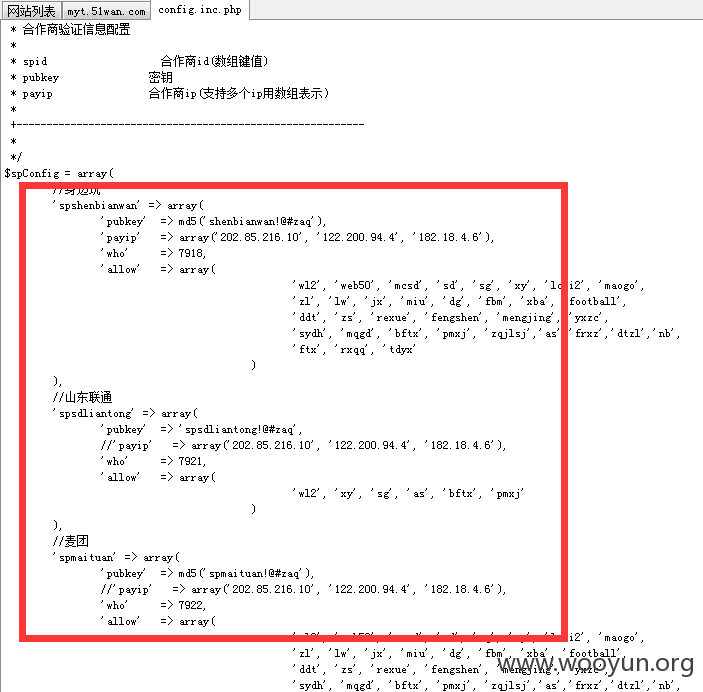 网站列表 myt.51wan.com config.inc.php
* 合作商验证信息配置
*
* spid 合作商id(数组键值)
* pubkey 密钥
* payip 合作商ip(支持多个ip用数组表示)
*
+----------------------------------------------------------
*
*/
$spConfig = array(
//身边玩
'spshenbianwan' => array(
'pubkey' => md5('shenbianwan!@#zaq'),
'payip' => array('202.85.216.10', '122.200.94.4', '182.18.4.6'),
'who' => 7918,
'allow' => array(
'wl2', 'web50', 'mcsd', 'sd', 'sg', 'xy', 'maogo',
'zl', 'lw', 'jx', 'miu', 'dg', 'fbm', 'xba', 'football',
'ddt', 'zs', 'rexue', 'fengshen', 'mengjing', 'yxzc',
'sydh', 'mqgd', 'bftx', 'pmxj', 'zqjlsj','as','frxz','dtzl','nb',
'ftx', 'rxqq', 'tdyx'
)
),
//山东联通
'spsdliantong' => array(
'pubkey' => 'spsdliantong!@#zaq',
//'payip' => array('202.85.216.10', '122.200.94.4', '182.18.4.6'),
'who' => 7921,
'allow' => array(
'wl2', 'xy', 'sg', 'as', 'bftx', 'pmxj'
)
),
//麦团
'spmaituan' => array(
'pubkey' => md5('spmaituan!@#zaq'),
//'payip' => array('202.85.216.10', '122.200.94.4', '182.18.4.6'),
'who' => 7922,
'allow' => array(
'maogo',
'zl', 'lw', 'jx', 'miu', 'dg', 'fbm', 'xba', 'football',
'ddt', 'zs', 'rexue', 'fengshen', 'mengjing', 'yxzc',
'sydh', 'mqgd', 'bftx', 'pmxj', 'zqjlsj','as','frxz','dtzl','nb',
www.wooyun.org